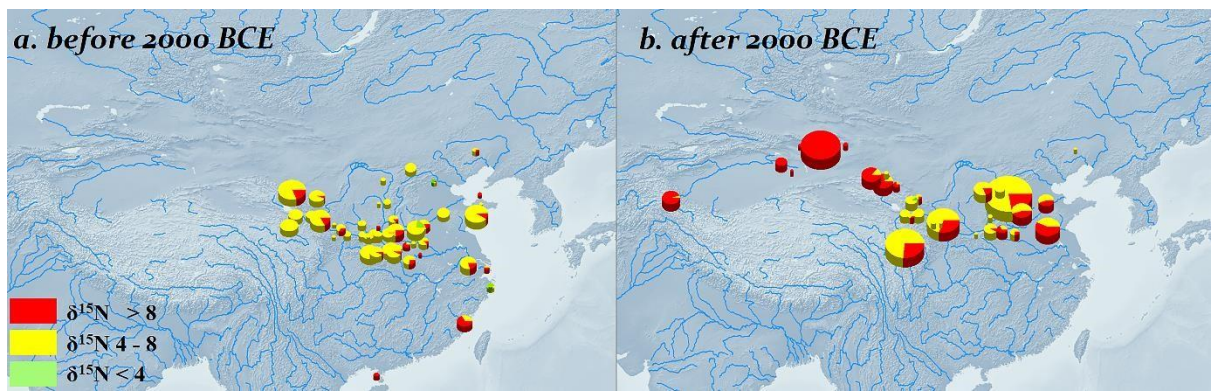 a. before 2000 BCE
b. after 2000 BCE
δ¹⁵N > 8
δ¹⁵N 4 - 8
δ¹⁵N < 4